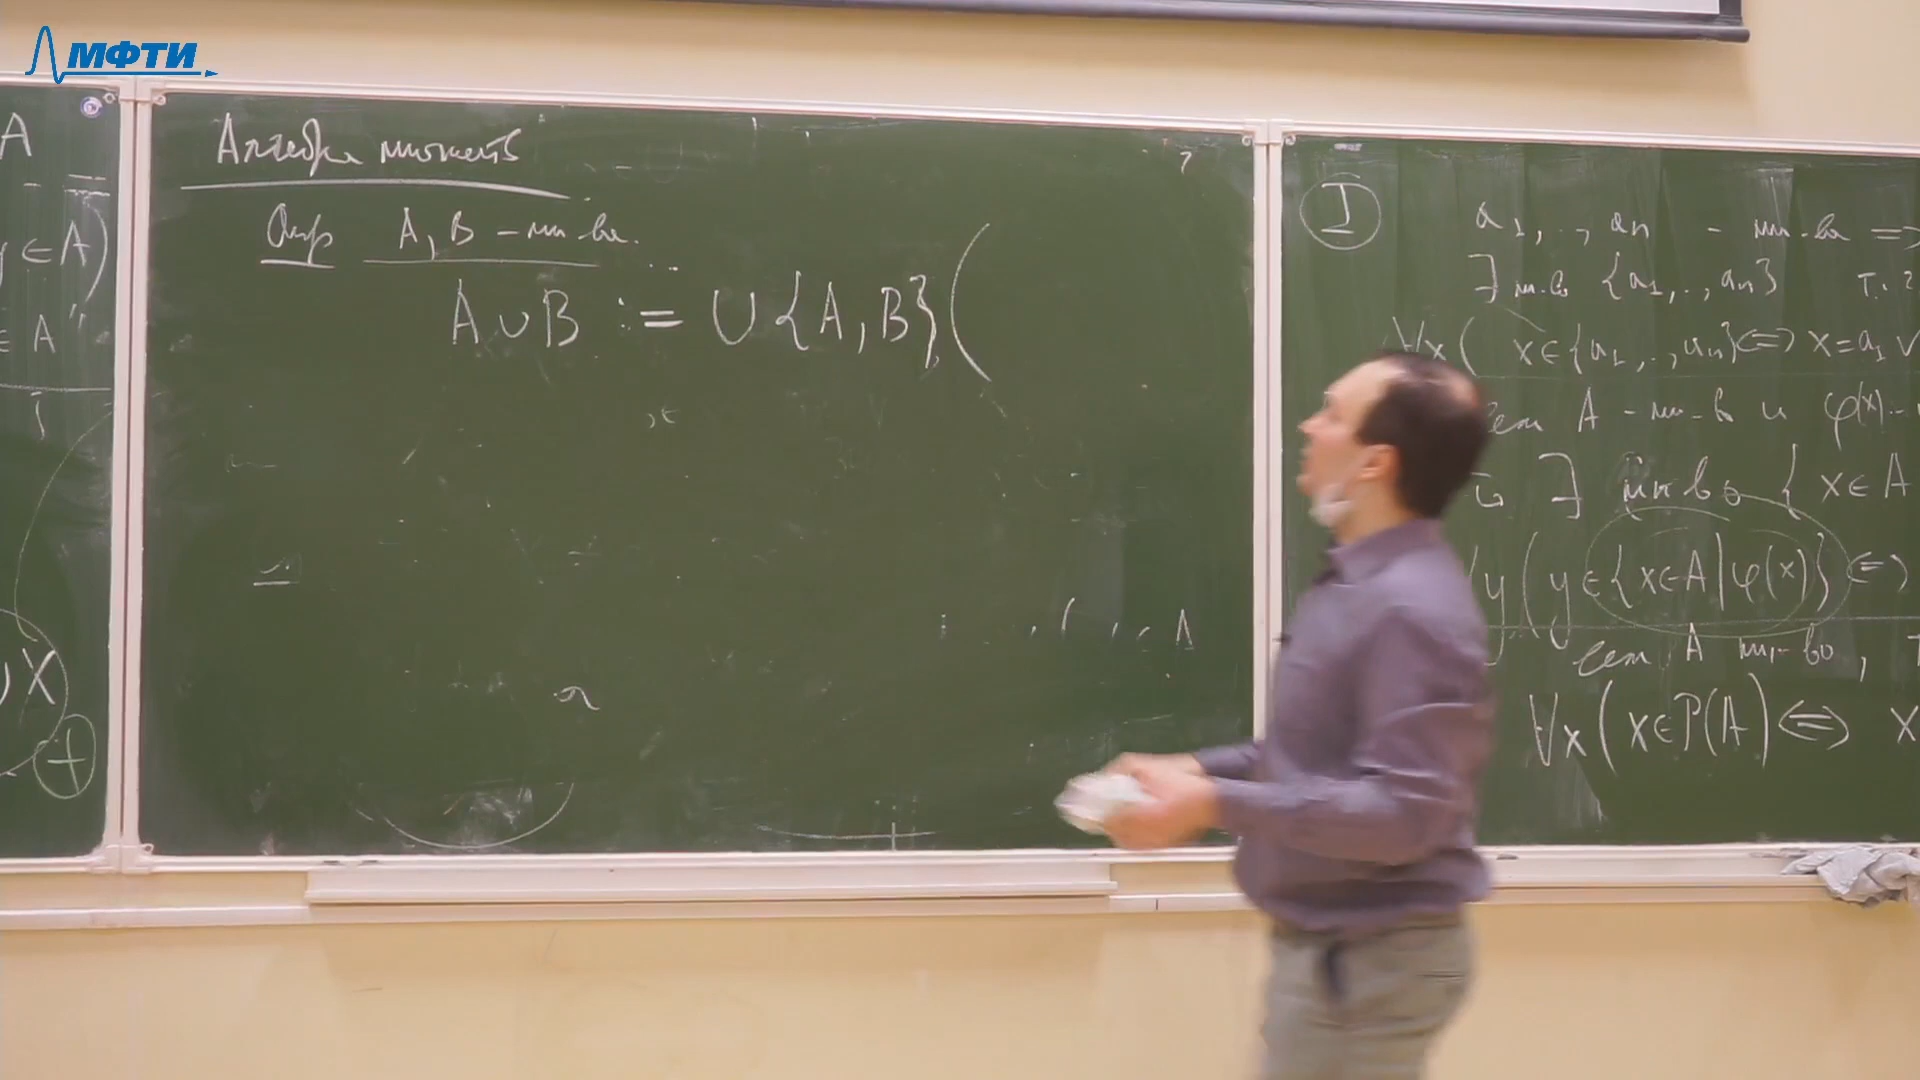 МФТИ
A
∈ A)
∈ A
X
+
Алгебра множеств
Опр A, B – мн-ва.
A ∪ B := ∪ {A, B} (
I
a₁, .., aₙ – мн-ва =>
∃ мн-во {a₁, .., aₙ} т.ч.
∀x ( x ∈ {a₁, .., aₙ} <=> x = a₁ ∨
если A – мн-во и φ(x)
то ∃ мн-во { x ∈ A
y ( y ∈ {x ∈ A | φ(x)} <=>
если A мн-во,
∀x ( x ∈ P(A) <=> x